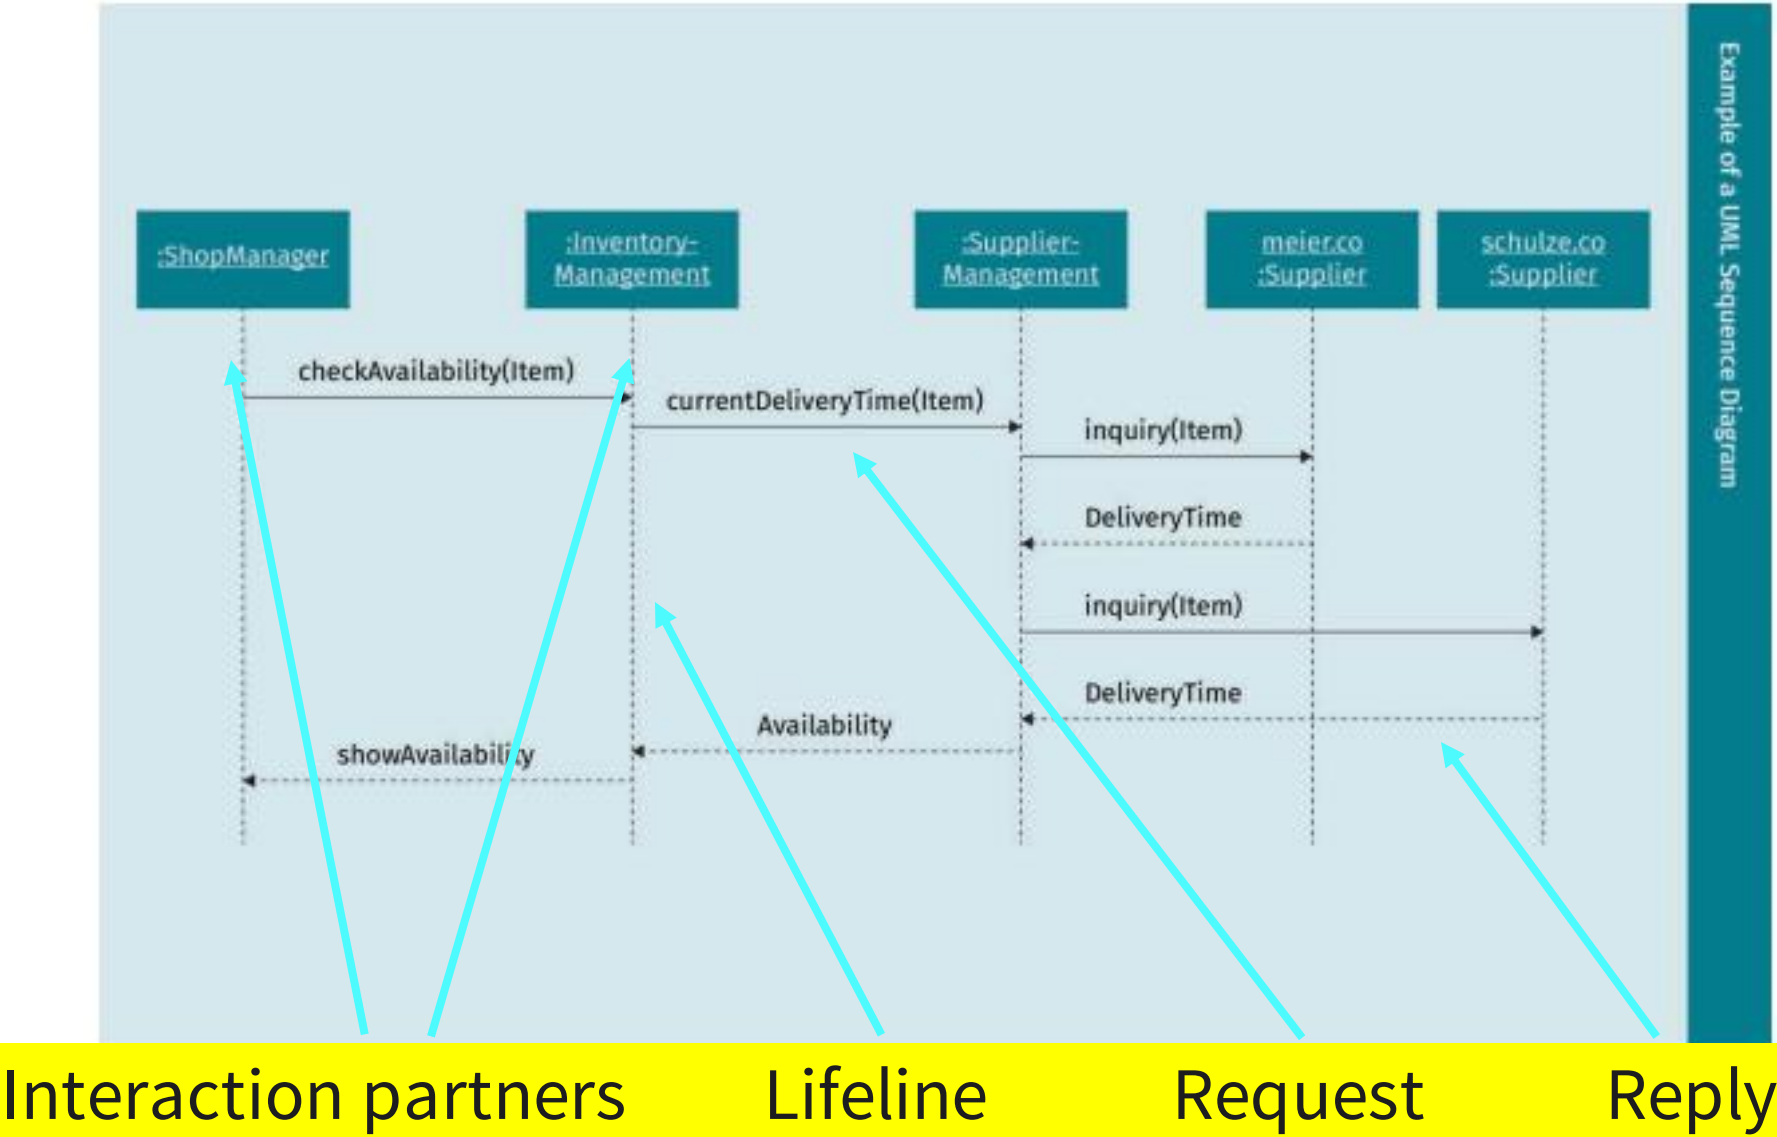 Example of a UML Sequence Diagram
:ShopManager
:Inventory-
Management
:Supplier-
Management
meier.co
:Supplier
schulze.co
:Supplier
checkAvailability(Item)
currentDeliveryTime(Item)
inquiry(Item)
DeliveryTime
inquiry(Item)
DeliveryTime
Availability
showAvailability
Interaction partners
Lifeline
Request
Reply